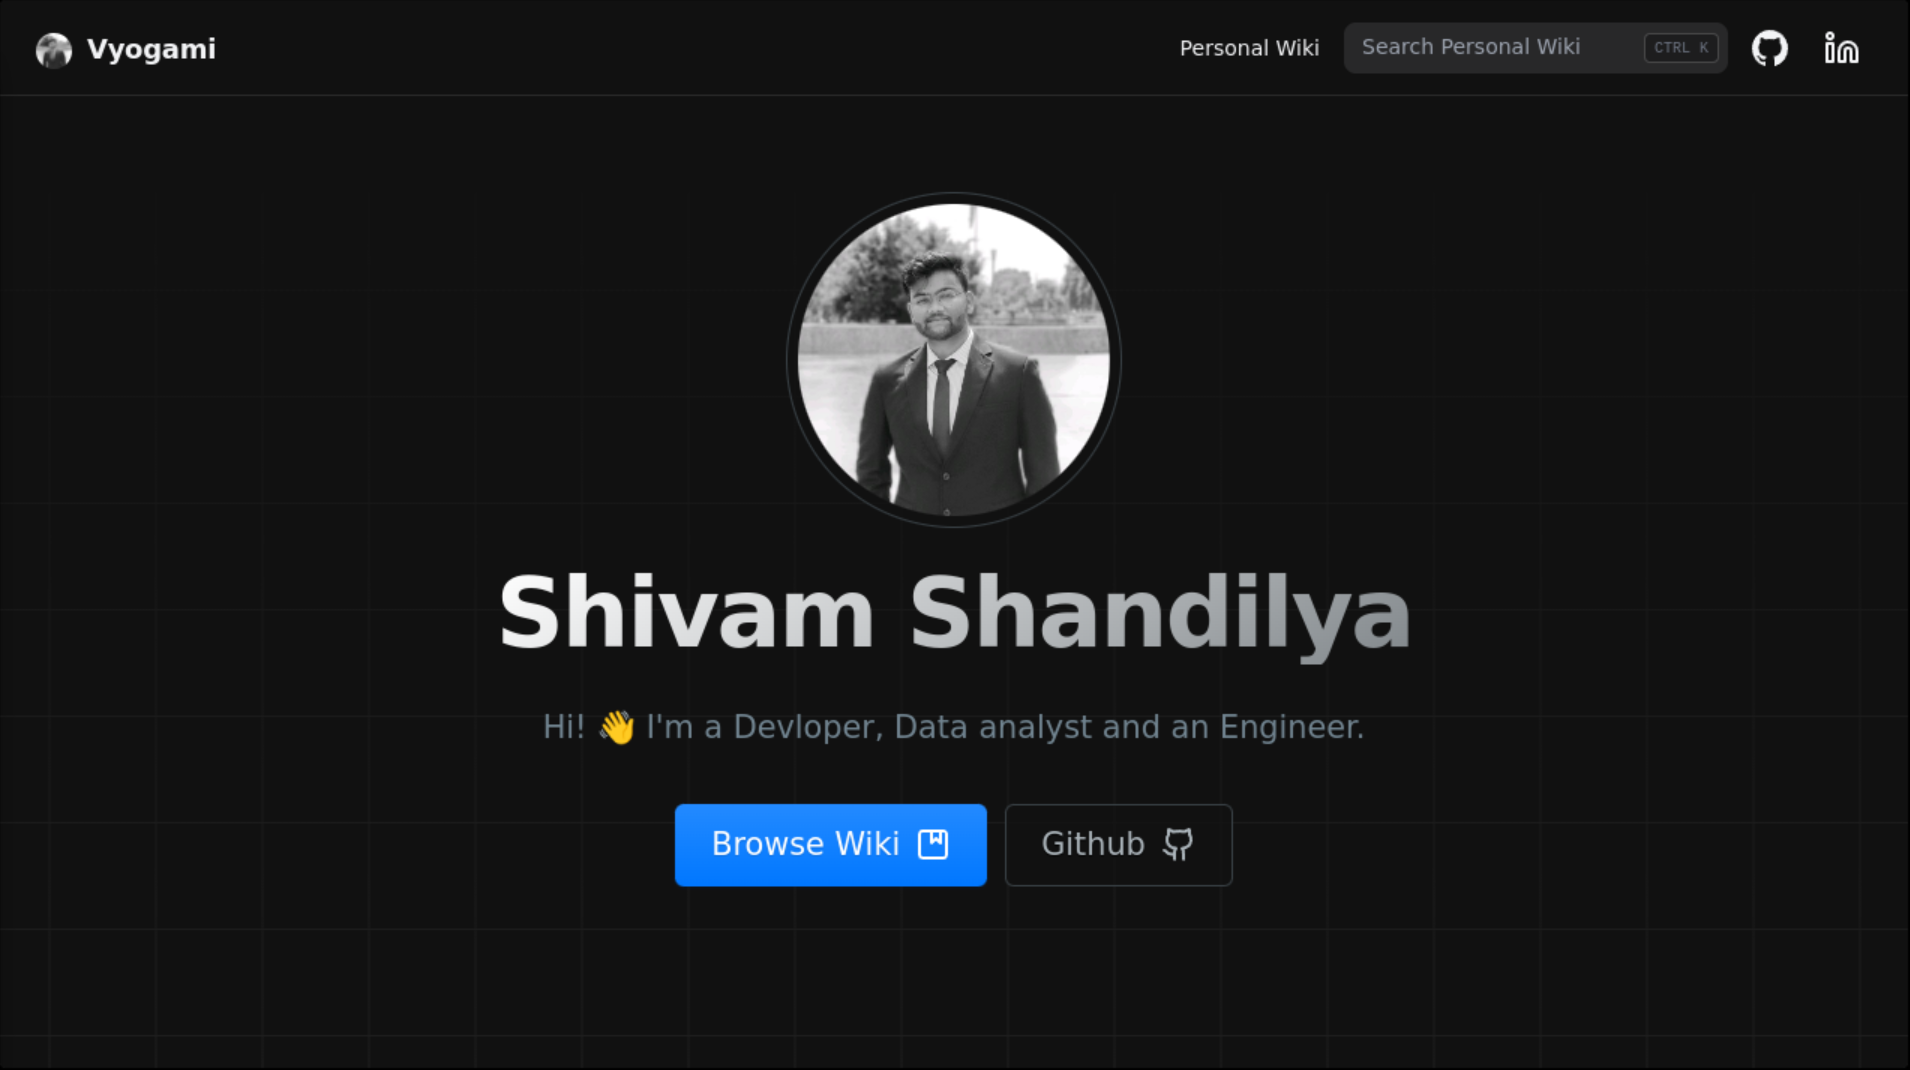 Vyogami
Personal Wiki
Search Personal Wiki
CTRL K
Shivam Shandilya
Hi! 👋 I'm a Devloper, Data analyst and an Engineer.
Browse Wiki
Github